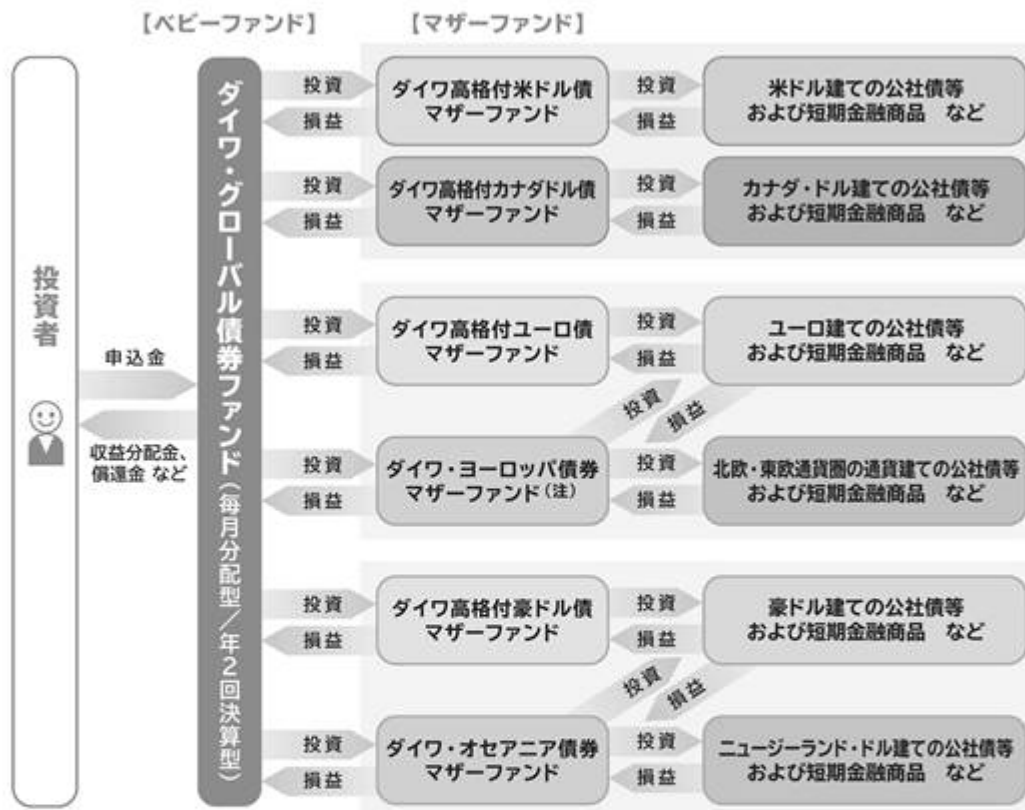 【ベビーファンド】
【マザーファンド】
投資者
申込金
収益分配金、
償還金 など
ダイワ・グローバル債券ファンド（毎月分配型／年２回決算型）
投資
損益
ダイワ高格付米ドル債
マザーファンド
投資
損益
米ドル建ての公社債等
および短期金融商品 など
投資
損益
ダイワ高格付カナダドル債
マザーファンド
投資
損益
カナダ・ドル建ての公社債等
および短期金融商品 など
投資
損益
ダイワ高格付ユーロ債
マザーファンド
投資
損益
ユーロ建ての公社債等
および短期金融商品 など
投資
損益
投資
損益
ダイワ・ヨーロッパ債券
マザーファンド（注）
投資
損益
北欧・東欧通貨圏の通貨建ての公社債等
および短期金融商品 など
投資
損益
ダイワ高格付豪ドル債
マザーファンド
投資
損益
豪ドル建ての公社債等
および短期金融商品 など
投資
損益
投資
損益
ダイワ・オセアニア債券
マザーファンド
投資
損益
ニュージーランド・ドル建ての公社債等
および短期金融商品 など